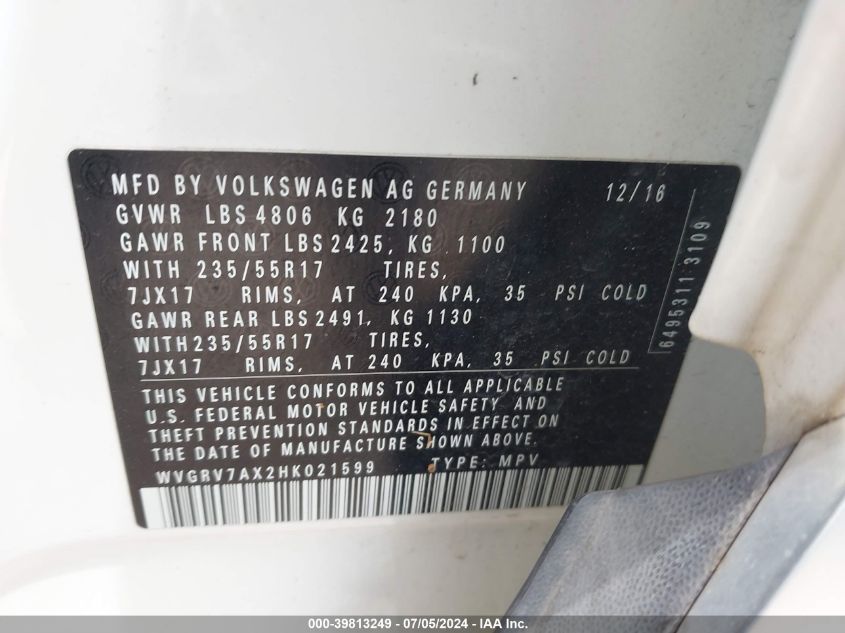 MFD BY VOLKSWAGEN AG GERMANY 12/16
GVWR LBS 4806 KG 2180
GAWR FRONT LBS 2425, KG 1100
WITH 235/55R17 TIRES,
7JX17 RIMS, AT 240 KPA, 35 PSI COLD
GAWR REAR LBS 2491, KG 1130
WITH235/55R17 TIRES,
7JX17 RIMS, AT 240 KPA, 35 PSI COLD
THIS VEHICLE CONFORMS TO ALL APPLICABLE
U.S. FEDERAL MOTOR VEHICLE SAFETY AND
THEFT PREVENTION STANDARDS IN EFFECT ON
THE DATE OF MANUFACTURE SHOWN ABOVE.
WVGRV7AX2HK021599 TYPE: MPV
6495311 3109
000-39813249 - 07/05/2024 - IAA Inc.